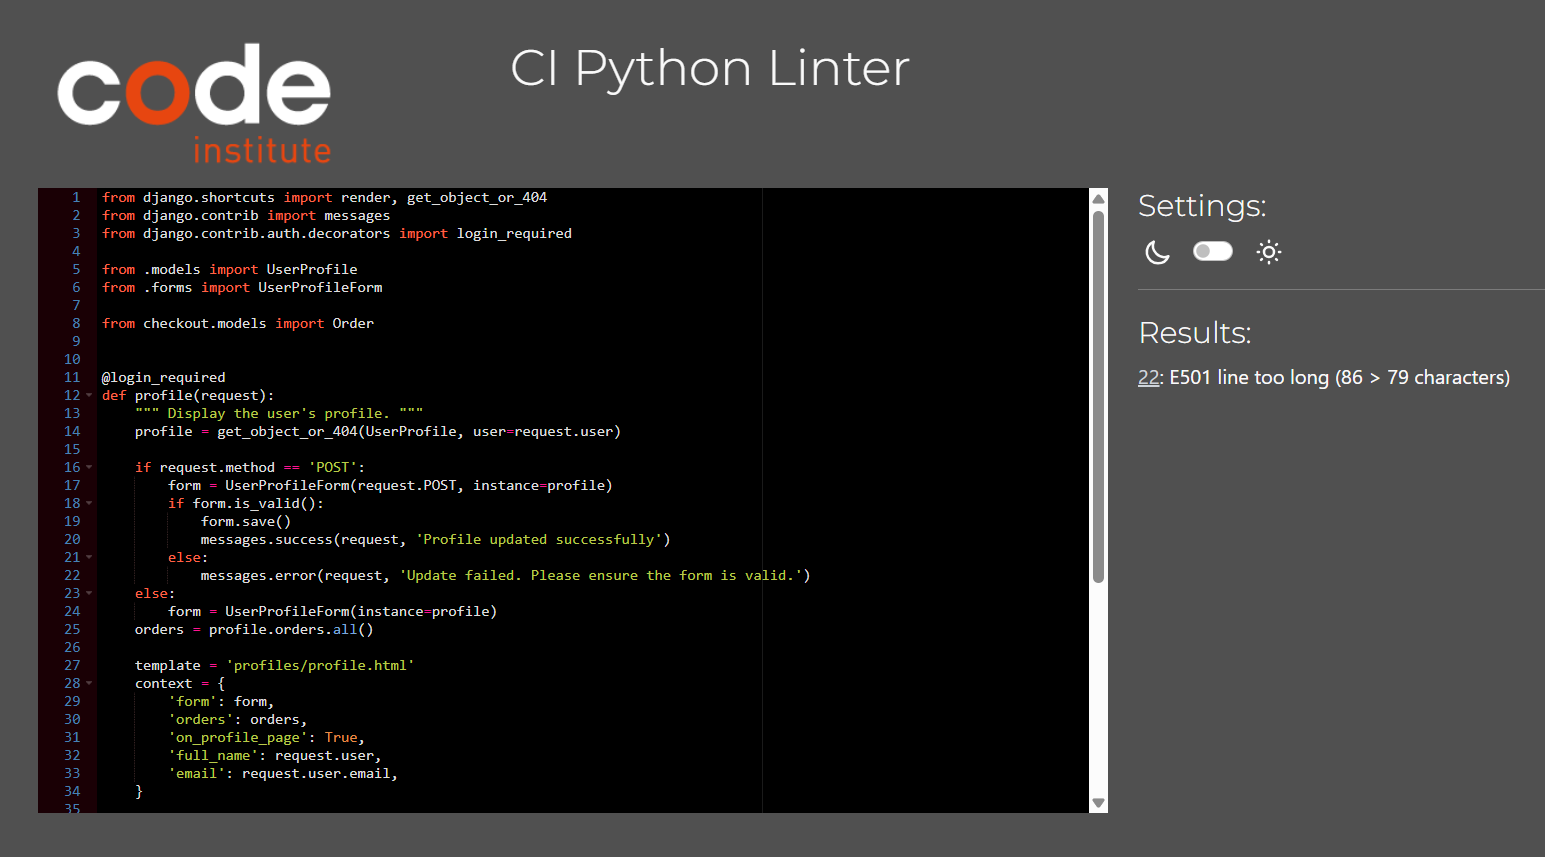 code
institute
CI Python Linter
1 from django.shortcuts import render, get_object_or_404
2 from django.contrib import messages
3 from django.contrib.auth.decorators import login_required
4
5 from .models import UserProfile
6 from .forms import UserProfileForm
7
8 from checkout.models import Order
9
10
11 @login_required
12 def profile(request):
13     """ Display the user's profile. """
14     profile = get_object_or_404(UserProfile, user=request.user)
15
16     if request.method == 'POST':
17         form = UserProfileForm(request.POST, instance=profile)
18         if form.is_valid():
19             form.save()
20             messages.success(request, 'Profile updated successfully')
21         else:
22             messages.error(request, 'Update failed. Please ensure the form is valid.')
23     else:
24         form = UserProfileForm(instance=profile)
25     orders = profile.orders.all()
26
27     template = 'profiles/profile.html'
28     context = {
29         'form': form,
30         'orders': orders,
31         'on_profile_page': True,
32         'full_name': request.user,
33         'email': request.user.email,
34     }
35
Settings:
Results:
22: E501 line too long (86 > 79 characters)